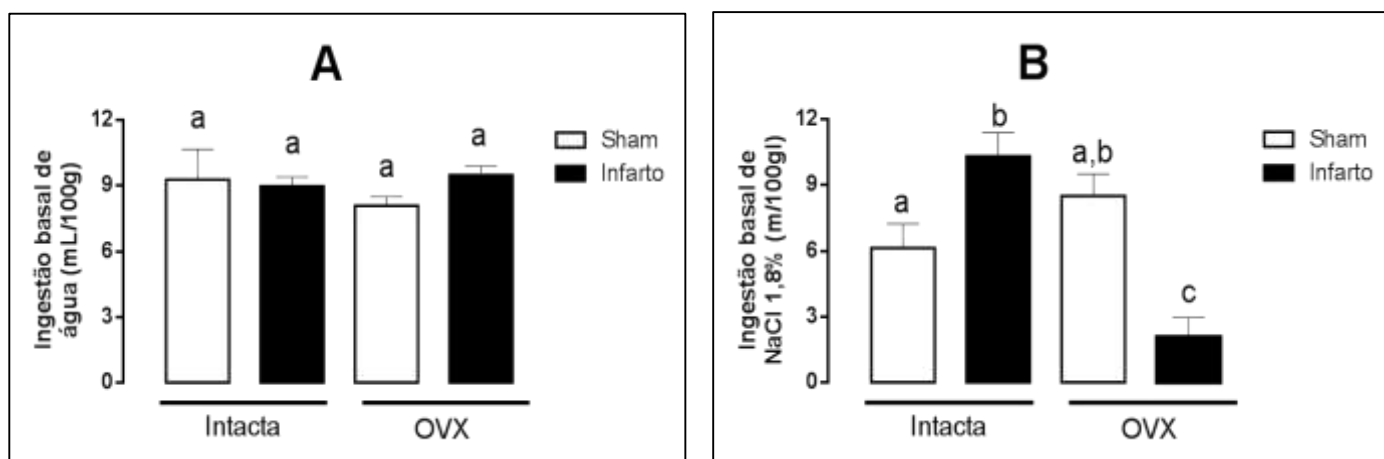 A
Ingestão basal de
água (mL/100g)
12
9
6
3
0
a
a
a
a
Sham
Infarto
Intacta
OVX
B
Ingestão basal de
NaCl 1,8% (m/100gl)
12
9
6
3
0
a
b
a,b
c
Sham
Infarto
Intacta
OVX